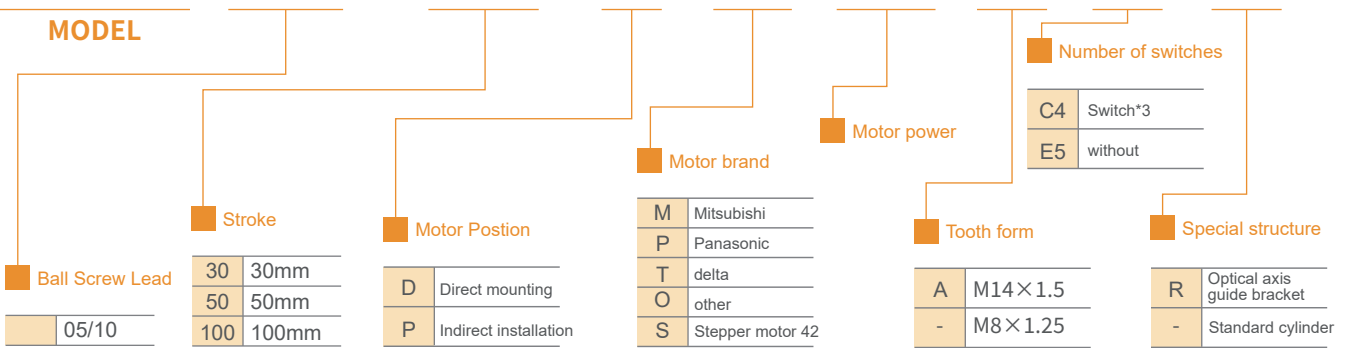 MODEL
Number of switches
C4 Switch*3
E5 without
Motor power
Motor brand
M Mitsubishi
P Panasonic
T delta
O other
S Stepper motor 42
Stroke
30 30mm
50 50mm
100 100mm
Motor Postion
D Direct mounting
P Indirect installation
Tooth form
A M14×1.5
- M8×1.25
Special structure
R Optical axis
guide bracket
- Standard cylinder
Ball Screw Lead
05/10